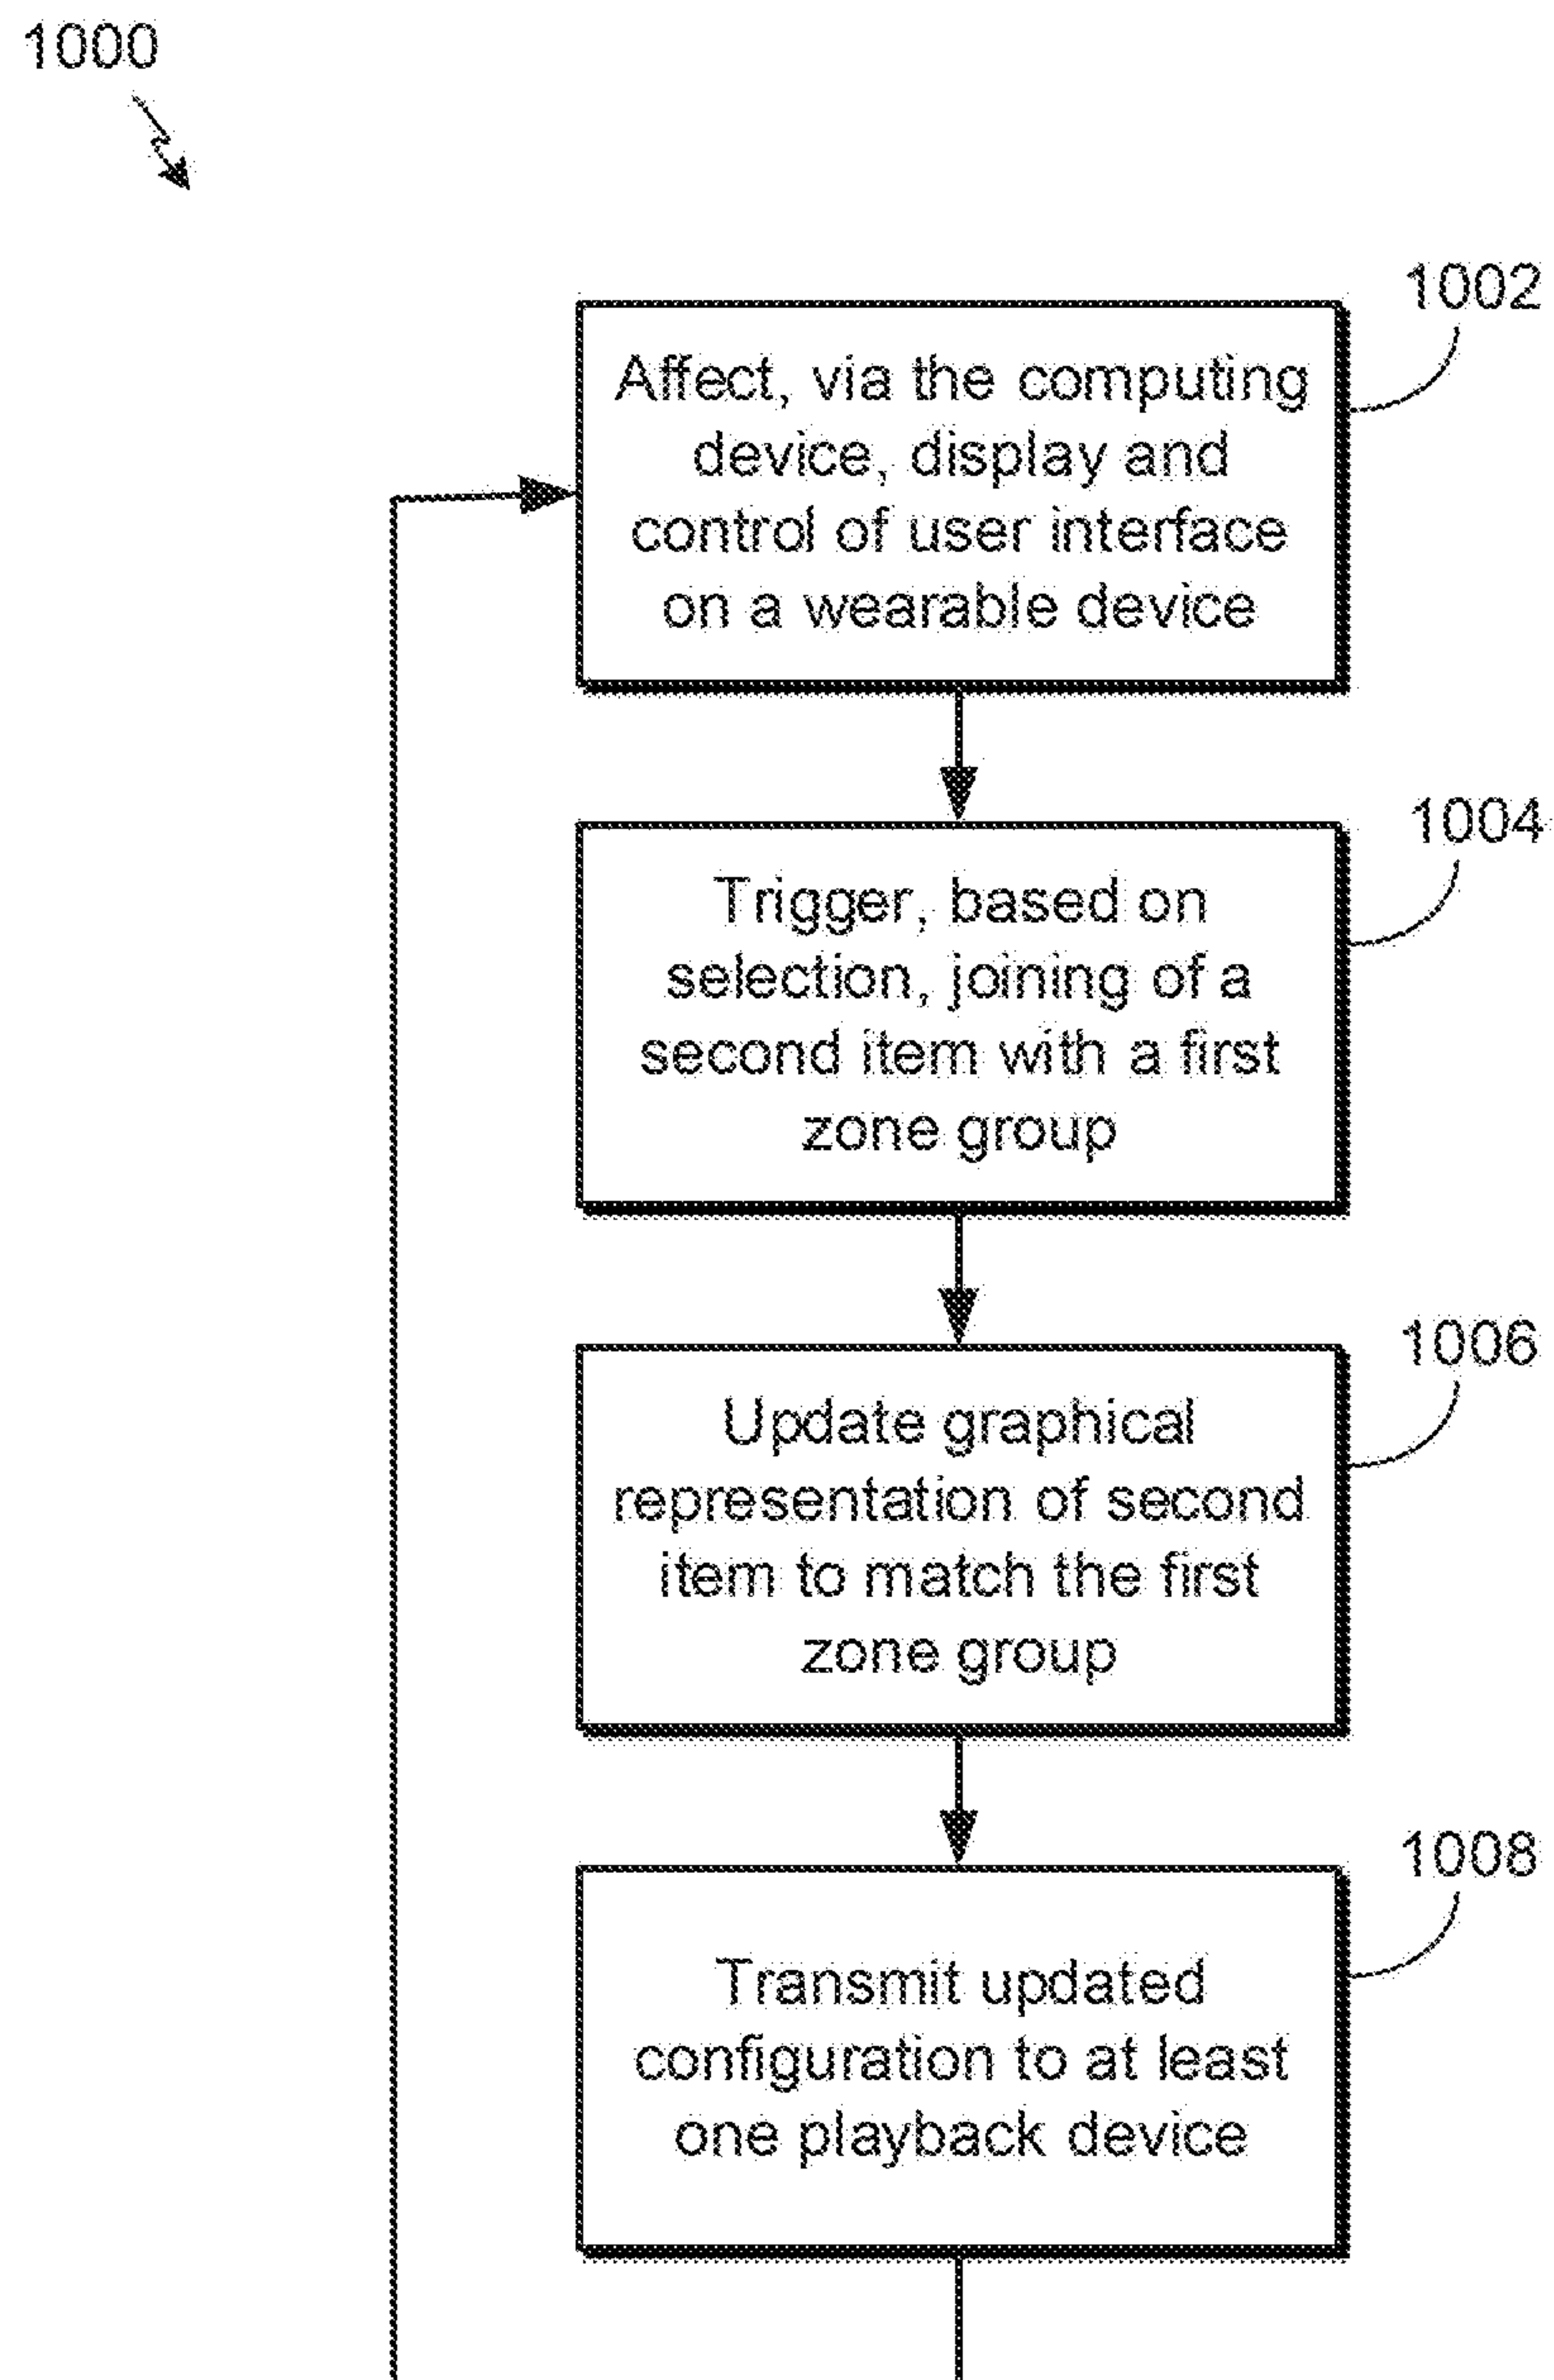 1000
1002
Affect, via the computing
device, display and
control of user interface
on a wearable device
1004
Trigger, based on
selection, joining of a
second item with a first
zone group
1006
Update graphical
representation of second
item to match the first
zone group
1008
Transmit updated
configuration to at least
one playback device